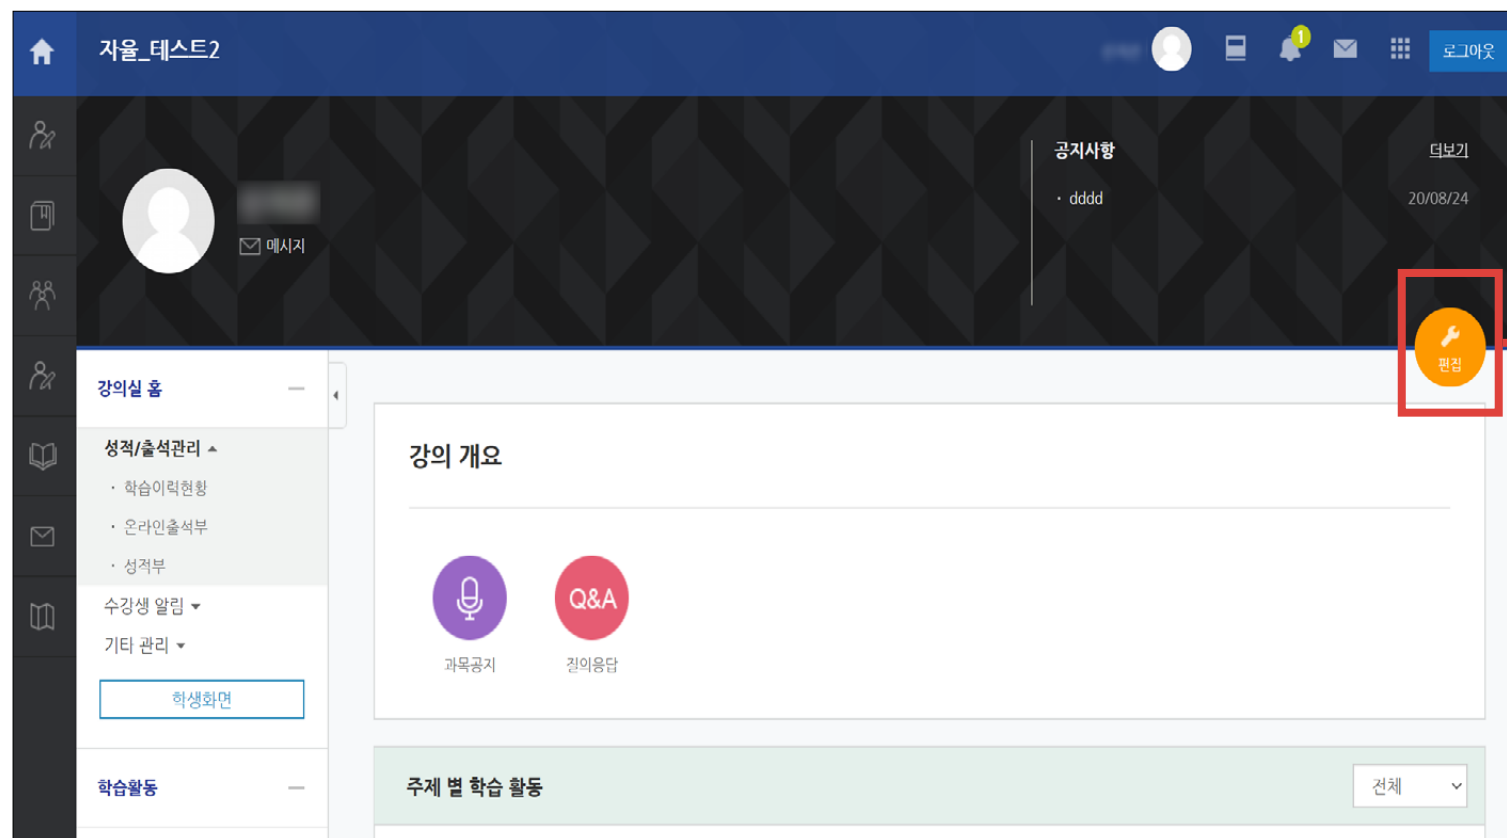 자율_테스트2
1
로그아웃
공지사항
더보기
· dddd
20/08/24
메시지
편집
강의실 홈
성적/출석관리
· 학습이력현황
· 온라인출석부
· 성적부
수강생 알림
기타 관리
학생화면
학습활동
강의 개요
Q&A
과목공지
질의응답
주제 별 학습 활동
전체